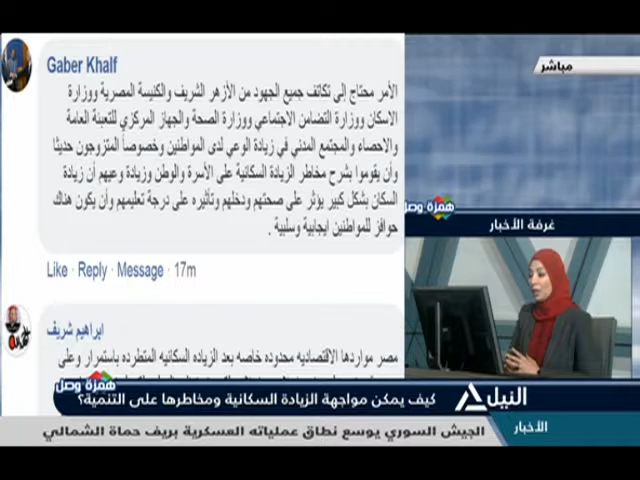 Gaber Khalf
الأمر محتاج إلى تكاتف جميع الجهود من الأزهر الشريف والكنيسة المصرية ووزارة
الاسكان ووزارة التضامن الاجتماعي ووزارة الصحة والجهاز المركزي للتعبئة العامة
والاحصاء والمجتمع المدني في زيادة الوعي لدى المواطنين وخصوصاً المتزوجون حديثا
وأن يقوموا بشرح مخاطر الزيادة السكانية على الأسرة والوطن وزيادة وعيهم أن زيادة
السكان يشكل كبير يؤثر على صحتهم ودخلهم وتأثيره على درجة تعليمهم وأن يكون هناك
حوافز للمواطنين ايجابية وسلبية .
Like · Reply · Message · 17m
ابراهيم شريف
مصر مواردها الاقتصاديه محدوده خاصه بعد الزياده السكانيه المتطرده باستمرار وعلى
مباشر
همزة وصل
غرفة الأخبار
همزة وصل
كيف يمكن مواجهة الزيادة السكانية ومخاطرها على التنمية؟
النيل
الأخبار
الجيش السوري يوسع نطاق عملياته العسكرية بريف حماة الشمالي